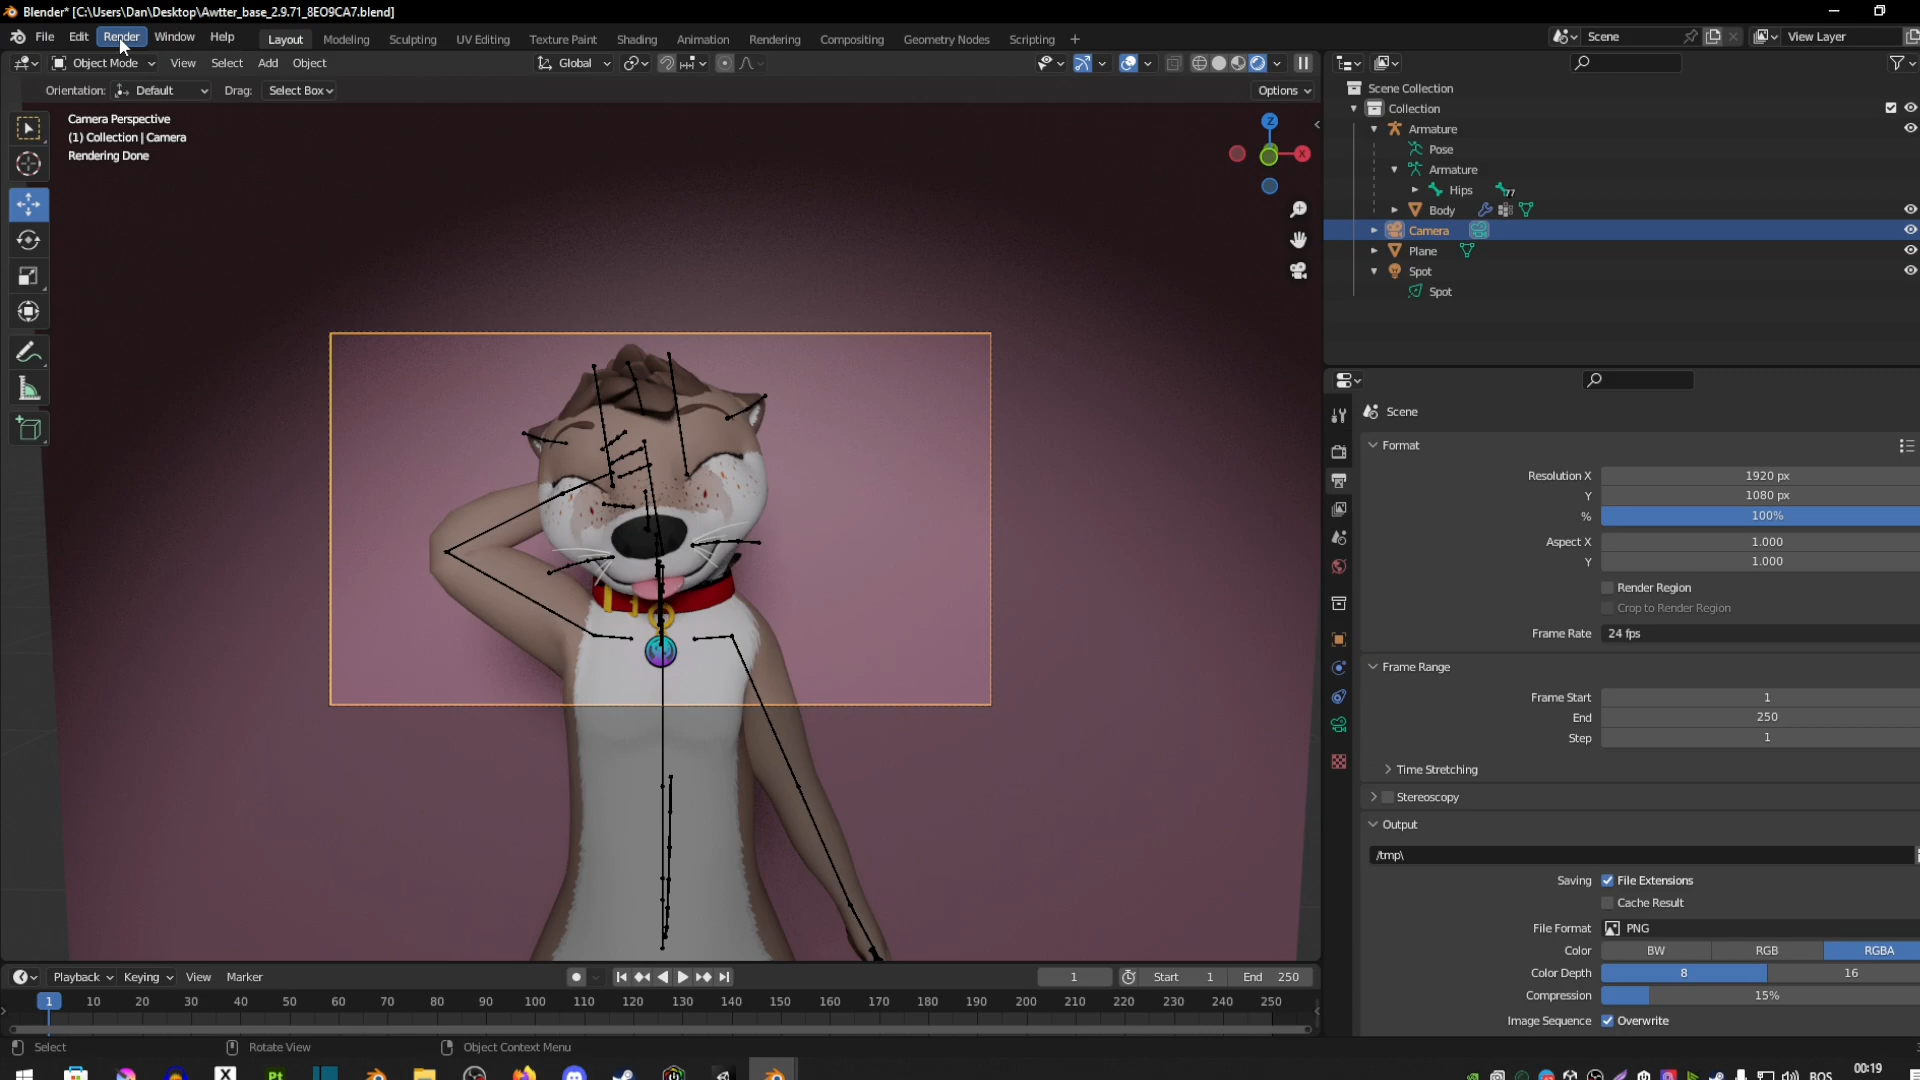 Blender* [C:\Users\Dan\Desktop\Awtter_base_2.9.71_8EO9CA7.blend]
File Edit Render Window Help Layout Modeling Sculpting UV Editing Texture Paint Shading Animation Rendering Compositing Geometry Nodes Scripting + Scene View Layer
Object Mode View Select Add Object Global
Orientation: Default Drag: Select Box Options
Camera Perspective
(1) Collection | Camera
Rendering Done
Z
X
Scene Collection
Collection
Armature
Pose
Armature
Hips 77
Body
Camera
Plane
Spot
Spot
Scene
Format
Resolution X 1920 px
Y 1080 px
% 100%
Aspect X 1.000
Y 1.000
Render Region
Crop to Render Region
Frame Rate 24 fps
Frame Range
Frame Start 1
End 250
Step 1
Time Stretching
Stereoscopy
Output
/tmp\
Saving File Extensions
Cache Result
File Format PNG
Color BW RGB RGBA
Color Depth 8 16
Compression 15%
Image Sequence Overwrite
Playback Keying View Marker 1 Start 1 End 250
1 10 20 30 40 50 60 70 80 90 100 110 120 130 140 150 160 170 180 190 200 210 220 230 240 250
Select Rotate View Object Context Menu
X Pt BOS 00:19